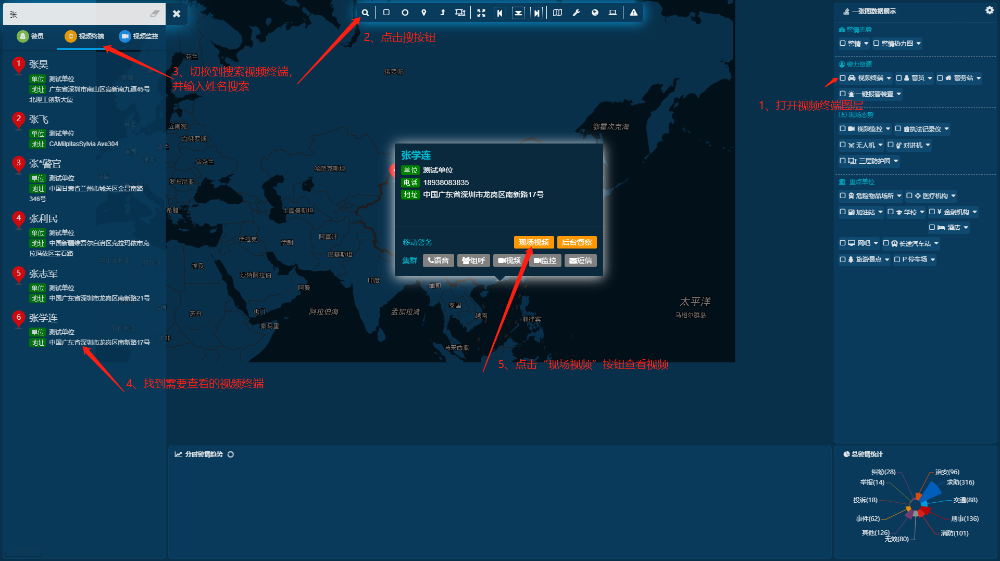 张
警员
视频终端
视频监控
1
张昊
单位 测试单位
地址 广东省深圳市南山区高新南九道45号
北理工创新大厦
2
张飞
单位 测试单位
地址 CAMilpitasSylvia Ave304
3
张*警官
单位 测试单位
地址 中国甘肃省兰州市城关区金昌南路
346号
4
张利民
单位 测试单位
地址 中国新疆维吾尔自治区克拉玛依市克
拉玛依区宝石路
5
张志军
单位 测试单位
地址 中国广东省深圳市龙岗区南新路21号
6
张学连
单位 测试单位
地址 中国广东省深圳市龙岗区南新路17号
2、点击搜按钮
3、切换到搜索视频终端，
并输入姓名搜索
4、找到需要查看的视频终端
5、点击“现场视频”按钮查看视频
1、打开视频终端图层
芬兰
俄罗斯
挪威
丹麦
立陶宛
白俄罗斯
波兰
德国
捷克
乌克兰
法国
罗马尼亚
哈萨克斯坦
希腊
土库曼斯坦
伊拉克
伊朗
阿富汗
巴基斯坦
阿尔及利亚
利比亚
埃及
沙特阿拉伯
阿曼
印度
缅甸
泰国
越南
菲律宾
乍得
苏丹
也门
阿拉伯海
孟加拉湾
尼日利亚
索马里
中非
马来西亚
鄂霍次克海
太平洋
马绍尔群岛
张学连
单位 测试单位
电话 18938083835
地址 中国广东省深圳市龙岗区南新路17号
移动警务 现场视频 后台督察
集群 语音 组呼 视频 监控 短信
一张图数据展示
警情态势
警情 警情热力图
警力资源
视频终端 警员 警务站
一键报警装置
现场态势
视频监控 执法记录仪
无人机 对讲机
三层防护圈
重点单位
危险物品场所 医疗机构
加油站 学校 金融机构
酒店
网吧 长途汽车站
旅游景点 P 停车场
分时警情趋势
总警情统计
纠纷(28)
治安(96)
举报(14)
求助(316)
投诉(18)
交通(88)
事件(62)
刑事(136)
其他(126)
消防(101)
无效(80)